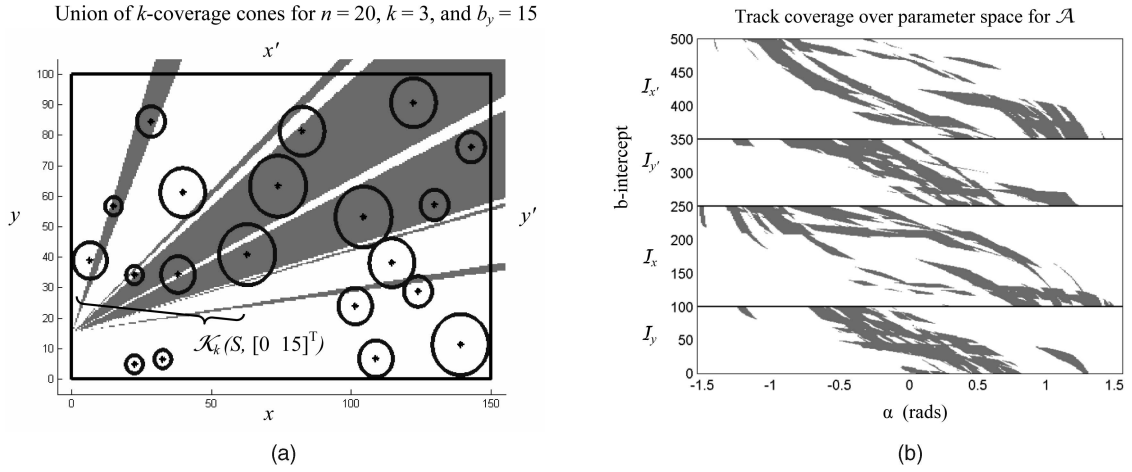 Union of k-coverage cones for n = 20, k = 3, and b_y = 15
x′
100
90
80
70
60
50
40
30
20
10
0
y
y′
𝒦_k (S, [0 15]^T)
0
50
100
150
x
(a)
Track coverage over parameter space for 𝒜
b-intercept
500
450
400
350
300
250
200
150
100
50
0
I_x′
I_y′
I_x
I_y
-1.5
-1
-0.5
0
0.5
1
1.5
α (rads)
(b)